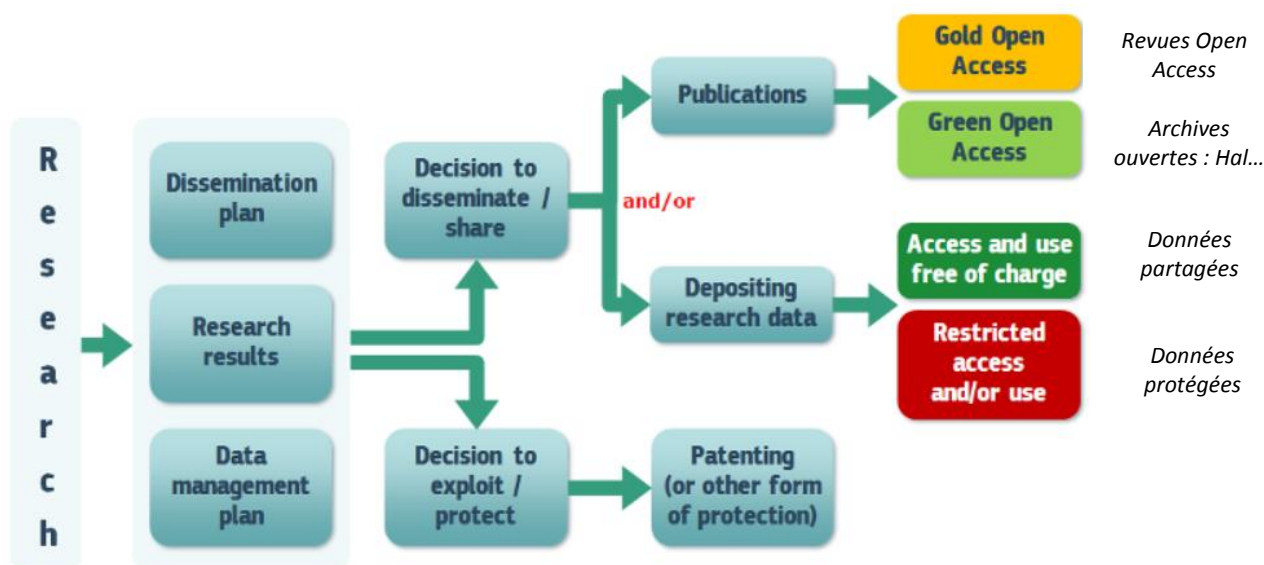 Research
Dissemination
plan
Research
results
Data
management
plan
Decision to
disseminate /
share
Decision to
exploit /
protect
and/or
Publications
Depositing
research data
Patenting
(or other form
of protection)
Gold Open
Access
Green Open
Access
Access and use
free of charge
Restricted
access
and/or use
Revues Open
Access
Archives
ouvertes : Hal...
Données
partagées
Données
protégées